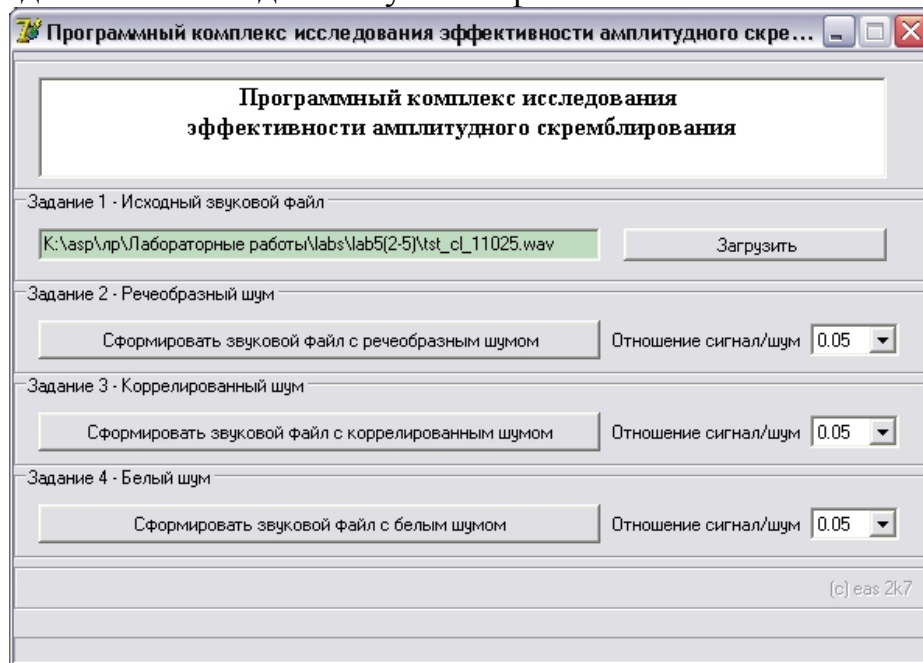 Программный комплекс исследования эффективности амплитудного скре...
Программный комплекс исследования
эффективности амплитудного скремблирования
Задание 1 - Исходный звуковой файл
K:\asp\лр\Лабораторные работы\labs\lab5(2-5)\tst_cl_11025.wav Загрузить
Задание 2 - Речеобразный шум
Сформировать звуковой файл с речеобразным шумом Отношение сигнал/шум 0.05
Задание 3 - Коррелированный шум
Сформировать звуковой файл с коррелированным шумом Отношение сигнал/шум 0.05
Задание 4 - Белый шум
Сформировать звуковой файл с белым шумом Отношение сигнал/шум 0.05
(c) eas 2k7